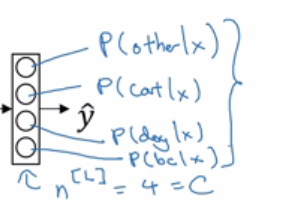 P(other|x)
P(cat|x)
ŷ
P(dog|x)
P(bc|x)
n^[L] = 4 = C